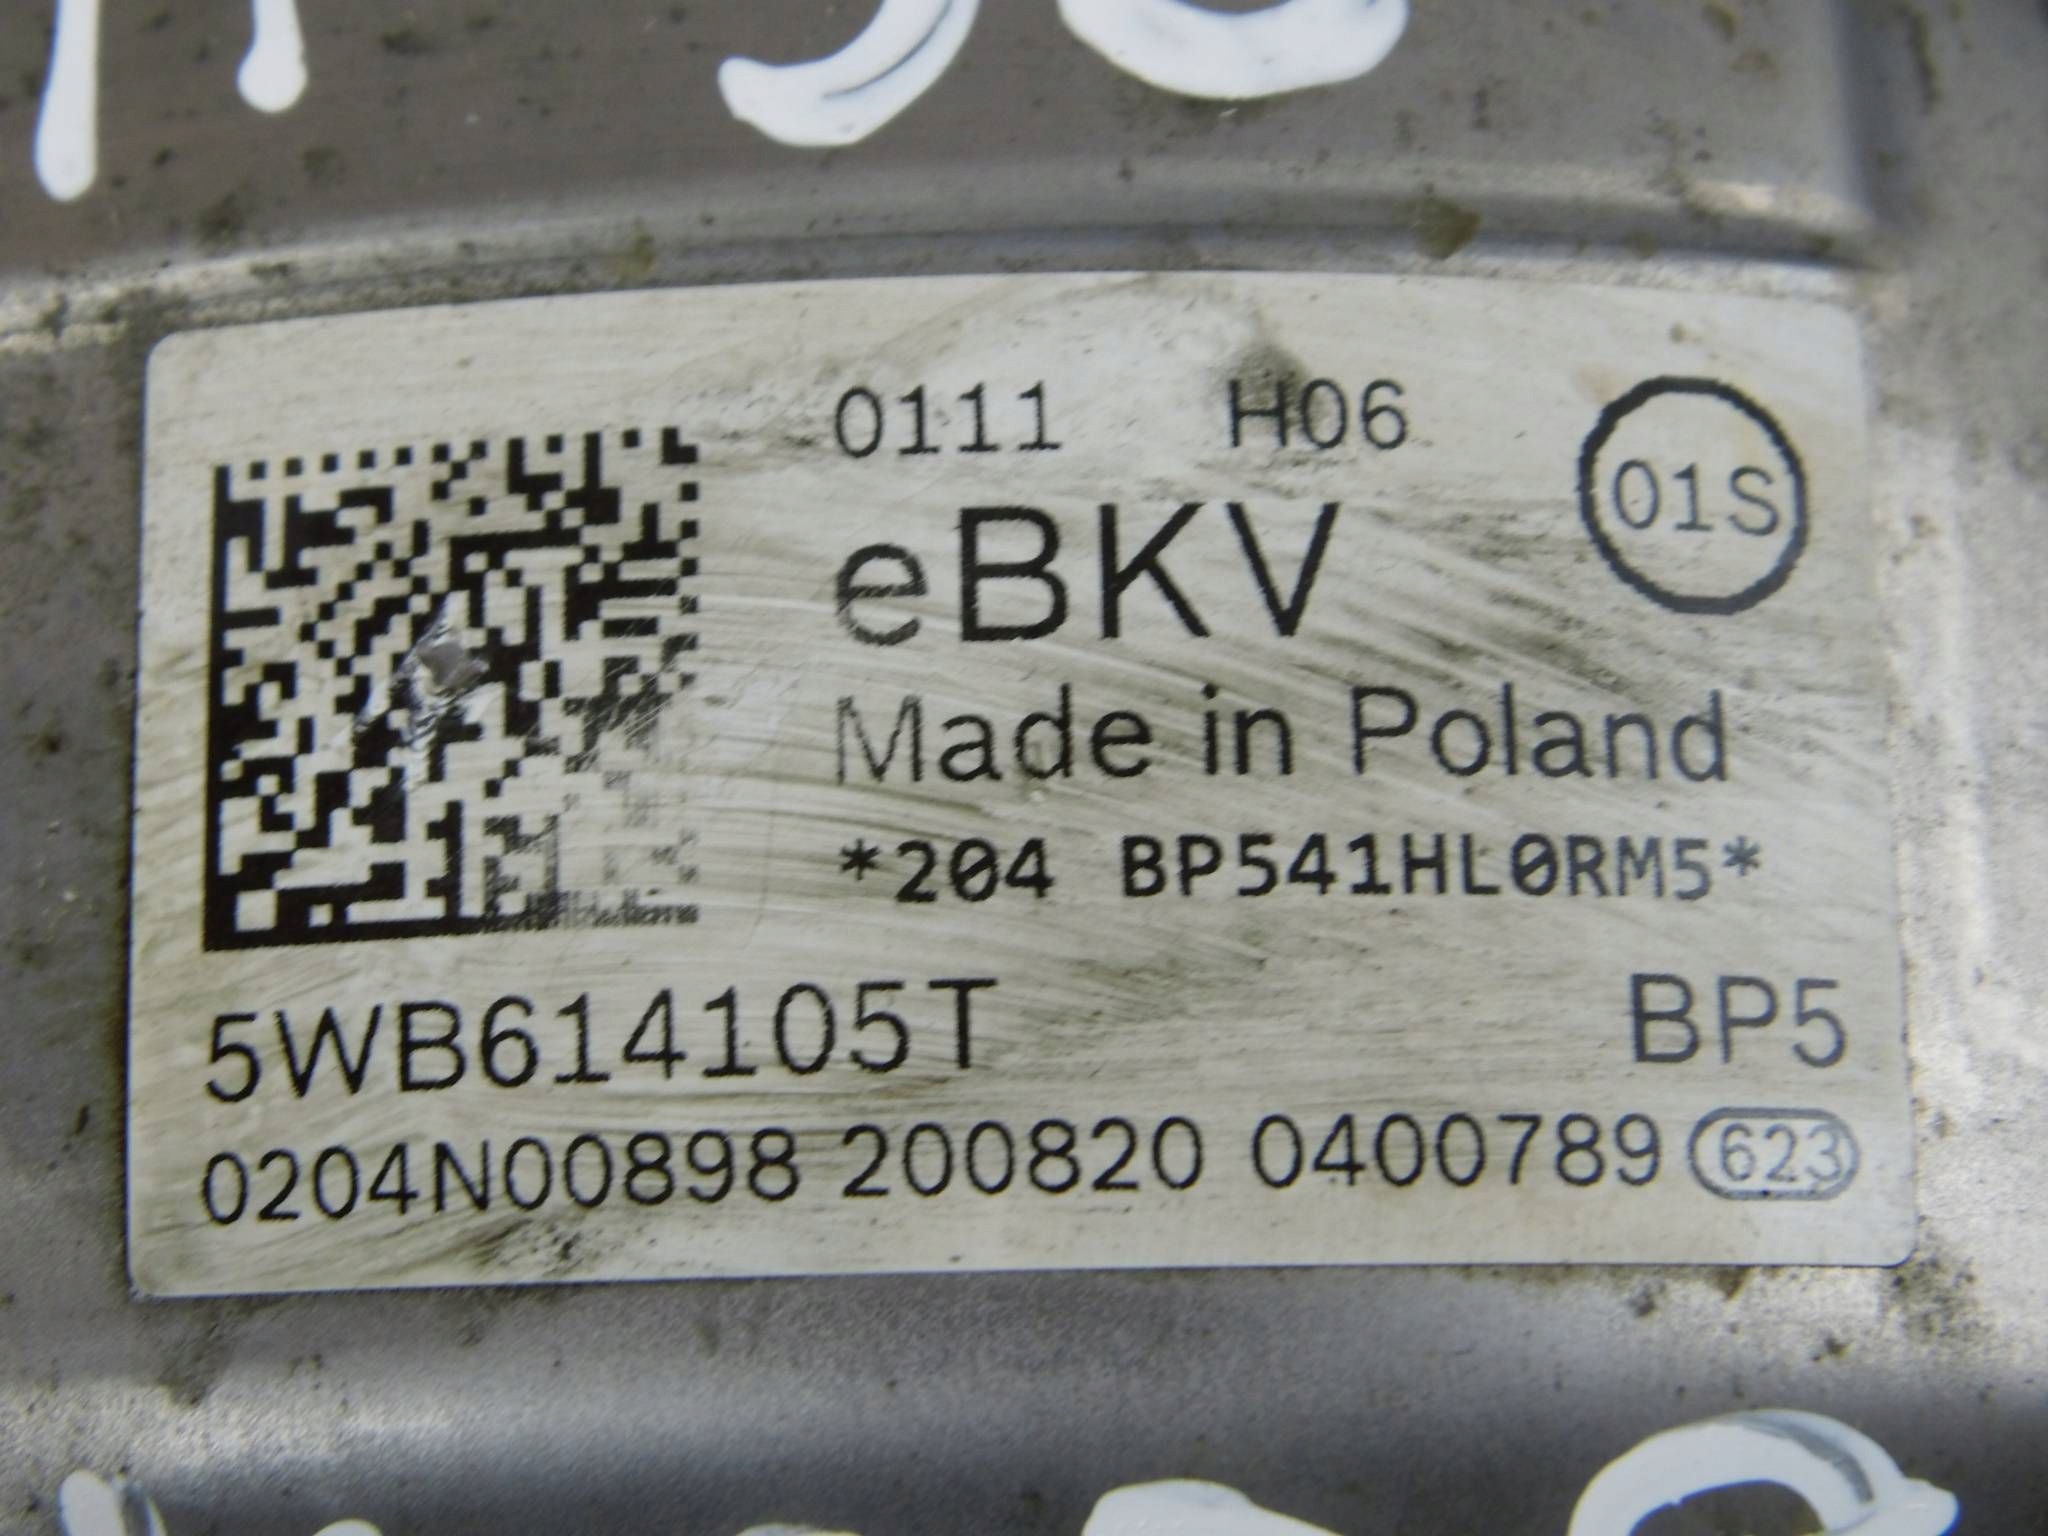 0111 H06
01S
eBKV
Made in Poland
*204 BP541HL0RM5*
5WB614105T BP5
0204N00898 200820 0400789 623